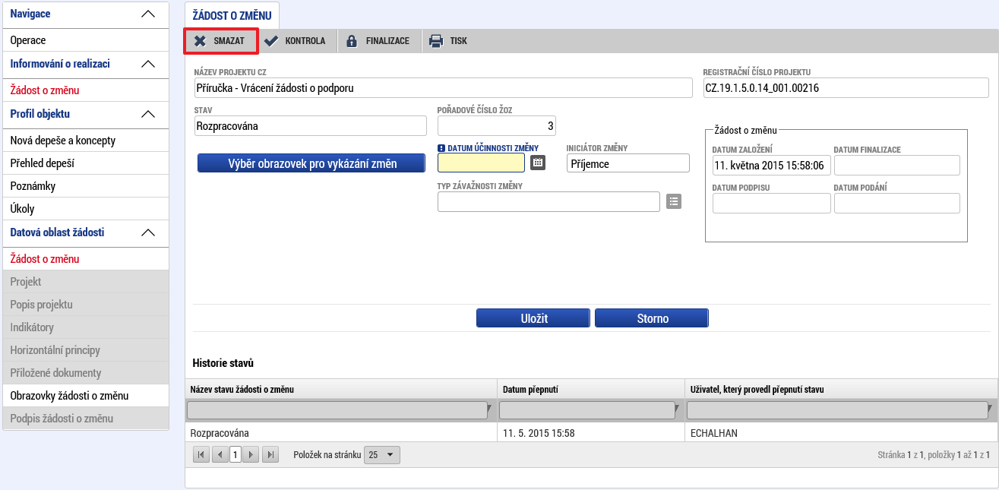 Navigace
Operace
Informování o realizaci
Žádost o změnu
Profil objektu
Nová depeše a koncepty
Přehled depeší
Poznámky
Úkoly
Datová oblast žádosti
Žádost o změnu
Projekt
Popis projektu
Indikátory
Horizontální principy
Přiložené dokumenty
Obrazovky žádosti o změnu
Podpis žádosti o změnu
ŽÁDOST O ZMĚNU
SMAZAT KONTROLA FINALIZACE TISK
NÁZEV PROJEKTU CZ REGISTRAČNÍ ČÍSLO PROJEKTU
Příručka - Vrácení žádosti o podporu CZ.19.1.5.0.14_001.00216
STAV POŘADOVÉ ČÍSLO ŽOZ
Rozpracována 3
Žádost o změnu
DATUM ÚČINNOSTI ZMĚNY INICIÁTOR ZMĚNY DATUM ZALOŽENÍ DATUM FINALIZACE
Výběr obrazovek pro vykázání změn Příjemce 11. května 2015 15:58:06
TYP ZÁVAŽNOSTI ZMĚNY DATUM PODPISU DATUM PODÁNÍ
Uložit Storno
Historie stavů
Název stavu žádosti o změnu Datum přepnutí Uživatel, který provedl přepnutí stavu
Rozpracována 11. 5. 2015 15:58 ECHALHAN
1 Položek na stránku 25 Stránka 1 z 1, položky 1 až 1 z 1